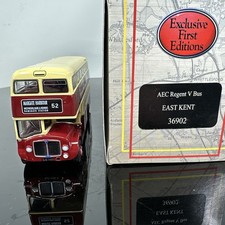 MARGATE HARBOUR
52
Exclusive
First
Editions
AEC Regent V Bus
EAST KENT
36902